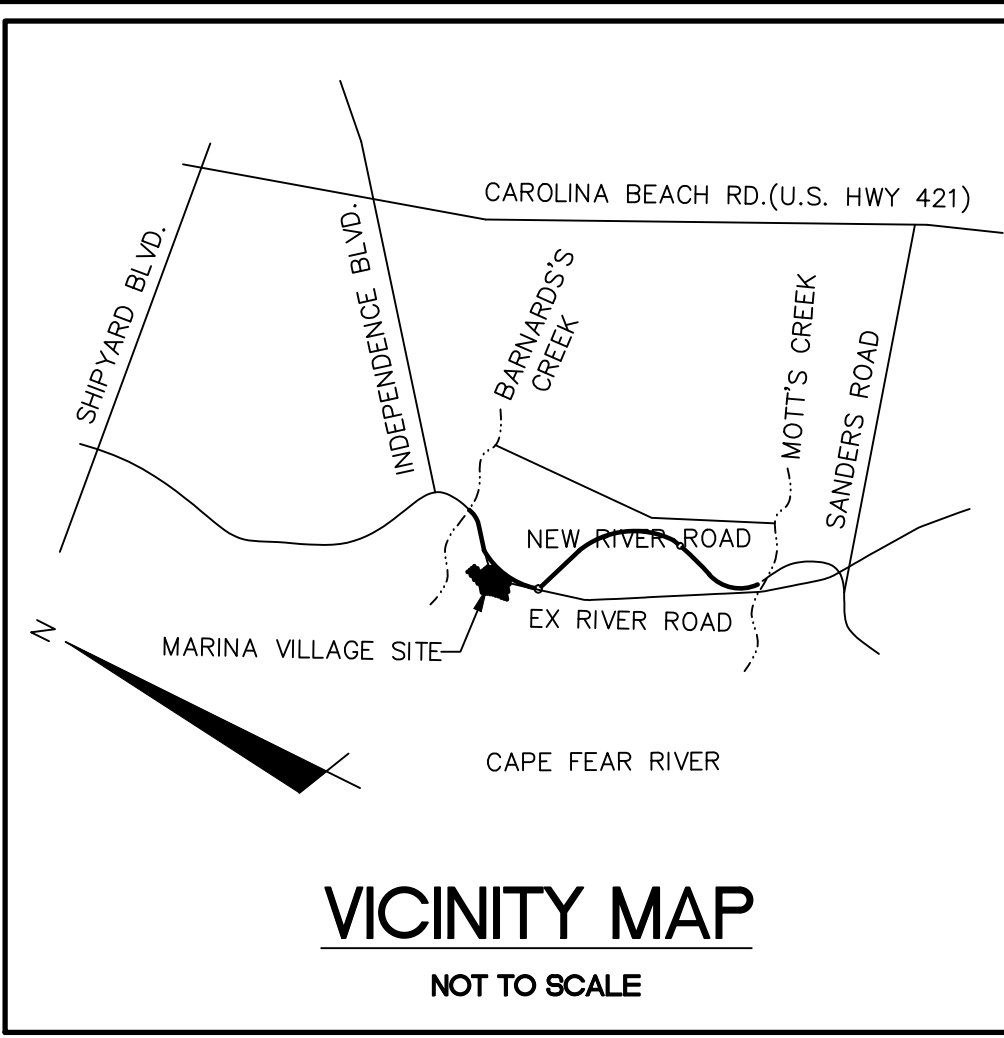 CAROLINA BEACH RD.(U.S. HWY 421)
SHIPYARD BLVD.
INDEPENDENCE BLVD.
BARNARDS'S
CREEK
MOTT'S CREEK
SANDERS ROAD
NEW RIVER ROAD
EX RIVER ROAD
N
MARINA VILLAGE SITE
CAPE FEAR RIVER
VICINITY MAP
NOT TO SCALE